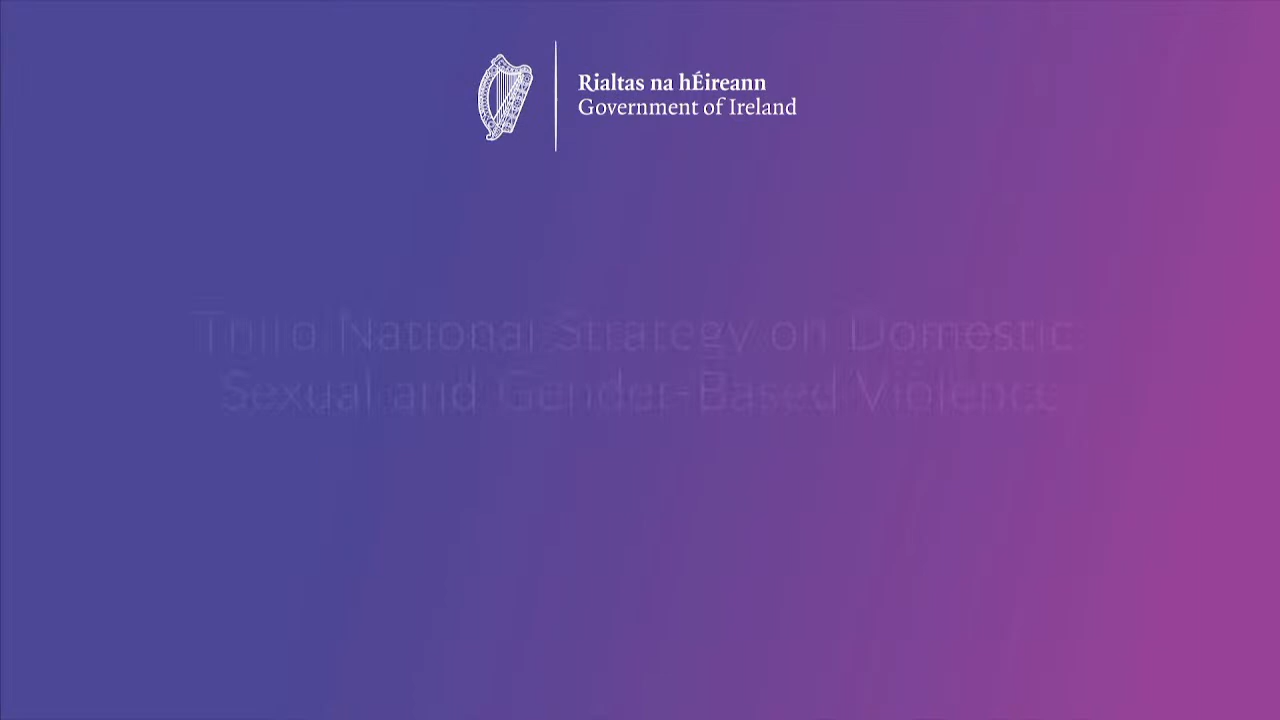 Rialtas na hÉireann
Government of Ireland
Third National Strategy on Domestic
Sexual and Gender-Based Violence